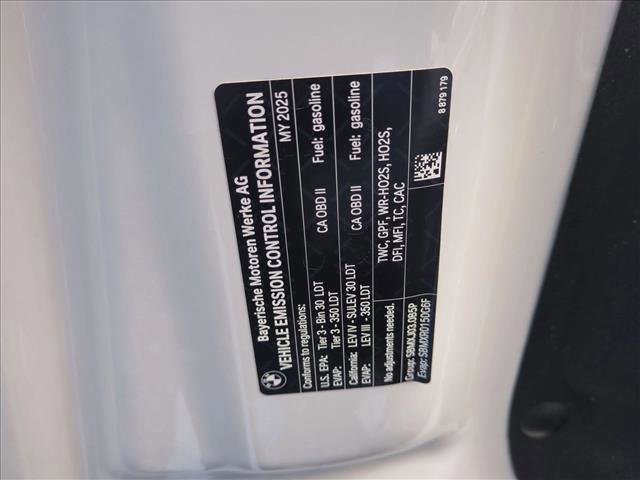 Bayerische Motoren Werke AG
VEHICLE EMISSION CONTROL INFORMATION
Conforms to regulations: MY 2025
U.S. EPA: Tier 3 - Bin 30 LDT CA OBD II Fuel: gasoline
EVAP: Tier 3 - 350 LDT
California: LEV IV - SULEV 30 LDT CA OBD II Fuel: gasoline
EVAP: LEV III - 350 LDT
No adjustments needed. TWC, GPF, WR-HO2S, HO2S,
Group: SBMXJ03.0B5P DFI, MFI, TC, CAC
Evap: SBMXR0150G6F
8 879 179